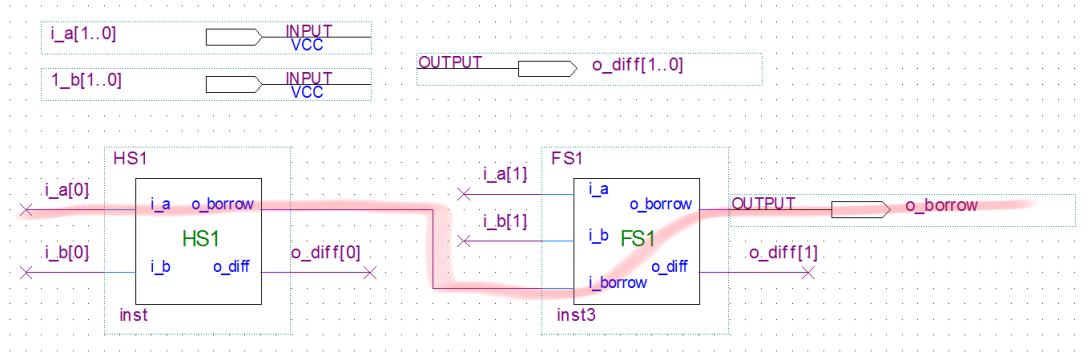 i_a[1..0] INPUT
VCC
1_b[1..0] INPUT
VCC
OUTPUT o_diff[1..0]
HS1
i_a[0]
i_a o_borrow
HS1
i_b[0]
i_b o_diff
o_diff[0]
inst
FS1
i_a[1]
i_a
o_borrow
OUTPUT o_borrow
i_b[1]
i_b FS1
o_diff
o_diff[1]
i_borrow
inst3